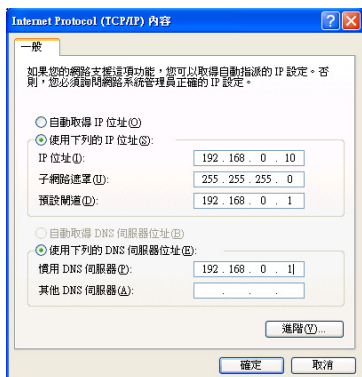 Internet Protocol (TCP/IP) 內容
一般
如果您的網路支援這項功能，您可以取得自動指派的 IP 設定。否
則，您必須詢問網路系統管理員正確的 IP 設定。
自動取得 IP 位址(O)
使用下列的 IP 位址(S):
IP 位址(I): 192 . 168 . 0 . 10
子網路遮罩(U): 255 . 255 . 255 . 0
預設閘道(D): 192 . 168 . 0 . 1
自動取得 DNS 伺服器位址(B)
使用下列的 DNS 伺服器位址(E):
慣用 DNS 伺服器(P): 192 . 168 . 0 . 1
其他 DNS 伺服器(A): . . .
進階(V)...
確定 取消